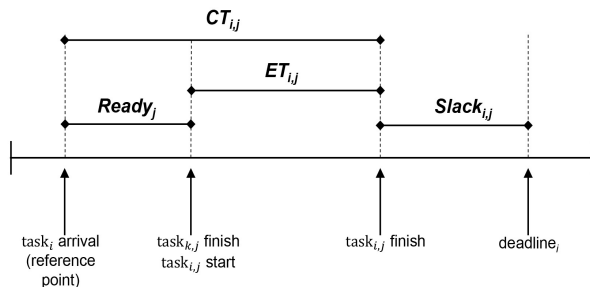 CT_{i,j}
ET_{i,j}
Ready_j
Slack_{i,j}
task_i arrival
(reference
point)
task_{k,j} finish
task_{i,j} start
task_{i,j} finish
deadline_i